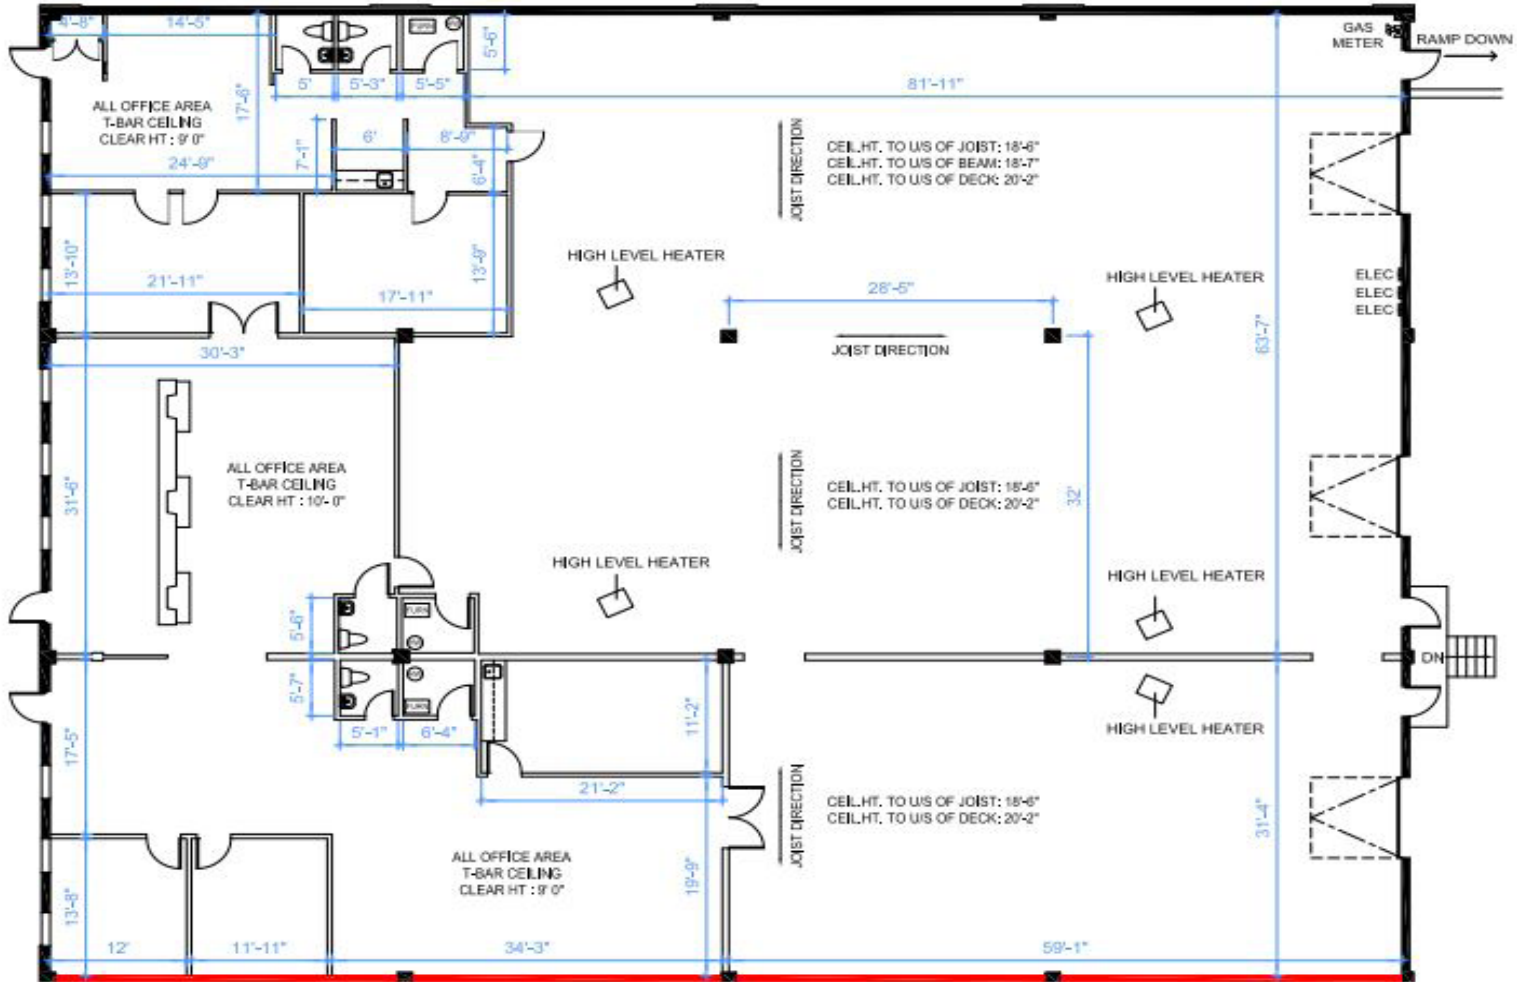 4'-8"
14'-5"
FURN
5'-6"
GAS
METER
RAMP DOWN
5'
5'-3"
5'-5"
81'-11"
ALL OFFICE AREA
T-BAR CEILING
CLEAR HT : 9' 0"
17'-6"
24'-9"
7'-1"
6'
8'-9"
6'-4"
JOIST DIRECTION
CEIL.HT. TO U/S OF JOIST: 18'-6"
CEIL.HT. TO U/S OF BEAM: 18'-7"
CEIL.HT. TO U/S OF DECK: 20'-2"
13'-10"
21'-11"
13'-9"
17'-11"
HIGH LEVEL HEATER
28'-5"
HIGH LEVEL HEATER
ELEC
ELEC
ELEC
JOIST DIRECTION
63'-7"
30'-3"
31'-6"
ALL OFFICE AREA
T-BAR CEILING
CLEAR HT : 10'- 0"
JOIST DIRECTION
CEIL.HT. TO U/S OF JOIST: 18'-6"
CEIL.HT. TO U/S OF DECK: 20'-2"
32'
HIGH LEVEL HEATER
HIGH LEVEL HEATER
5'-6"
FURN
DN
5'-7"
FURN
5'-1"
6'-4"
11'-2"
HIGH LEVEL HEATER
17'-5"
21'-2"
JOIST DIRECTION
CEIL.HT. TO U/S OF JOIST: 18'-6"
CEIL.HT. TO U/S OF DECK: 20'-2"
31'-4"
ALL OFFICE AREA
T-BAR CEILING
CLEAR HT : 9' 0"
19'-9"
13'-8"
12'
11'-11"
34'-3"
59'-1"